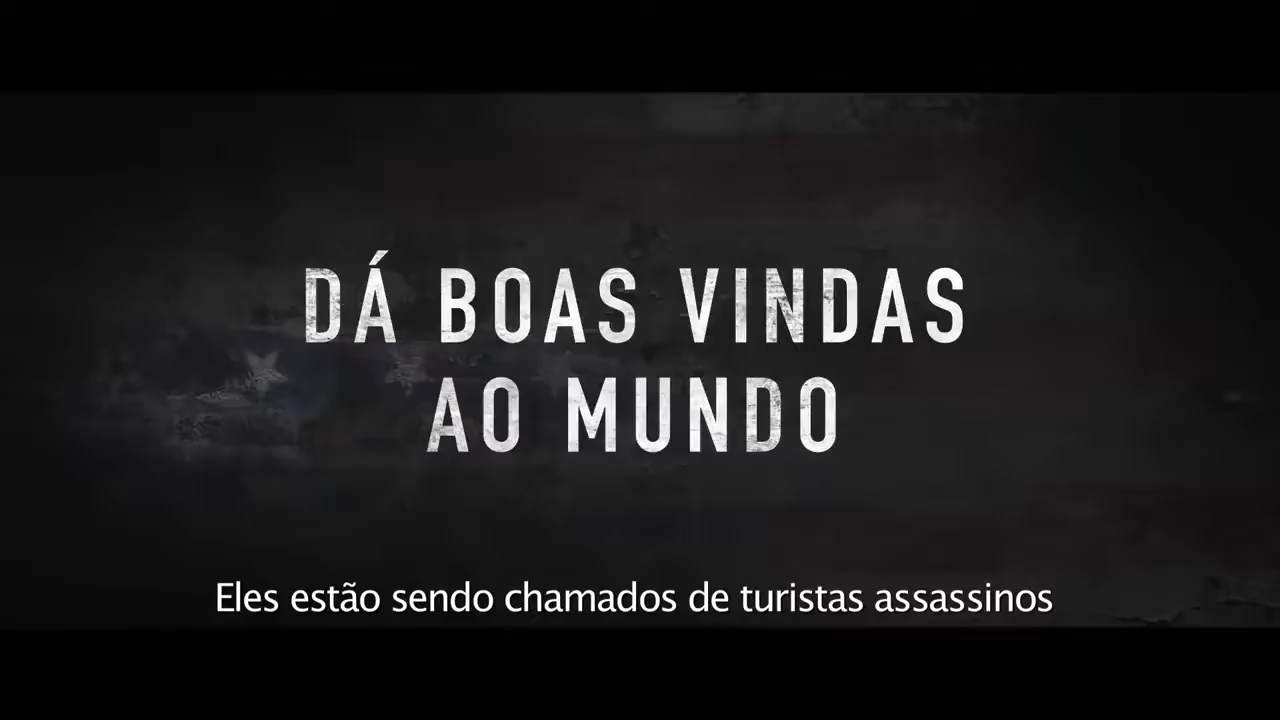 DÁ BOAS VINDAS
AO MUNDO
Eles estão sendo chamados de turistas assassinos